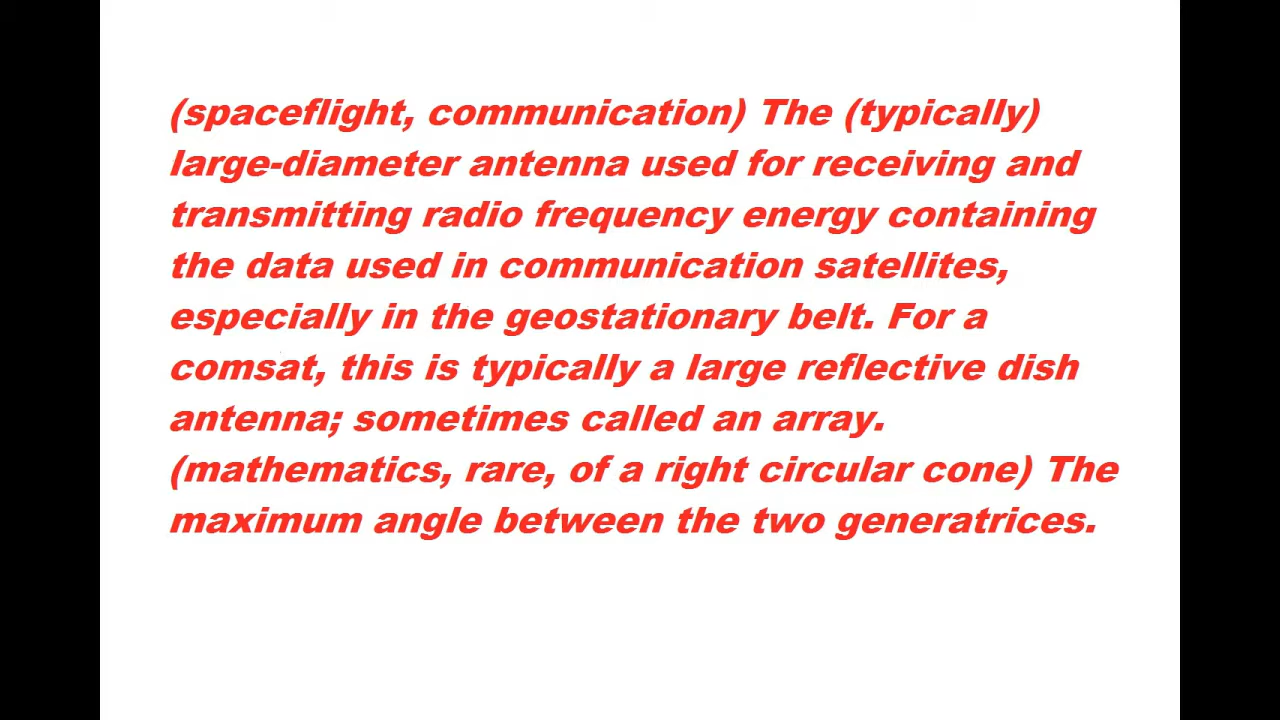 (spaceflight, communication) The (typically)
large-diameter antenna used for receiving and
transmitting radio frequency energy containing
the data used in communication satellites,
especially in the geostationary belt. For a
comsat, this is typically a large reflective dish
antenna; sometimes called an array.
(mathematics, rare, of a right circular cone) The
maximum angle between the two generatrices.